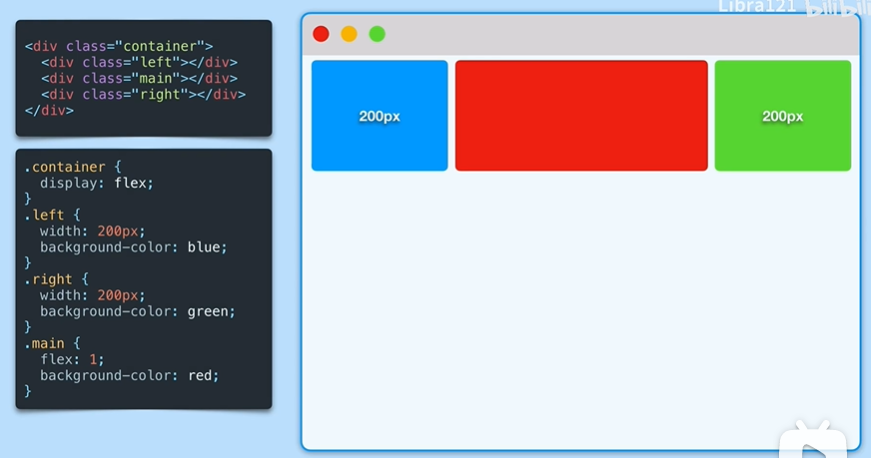 Libra121 bilibili
<div class="container">
  <div class="left"></div>
  <div class="main"></div>
  <div class="right"></div>
</div>
.container {
  display: flex;
}
.left {
  width: 200px;
  background-color: blue;
}
.right {
  width: 200px;
  background-color: green;
}
.main {
  flex: 1;
  background-color: red;
}
200px
200px